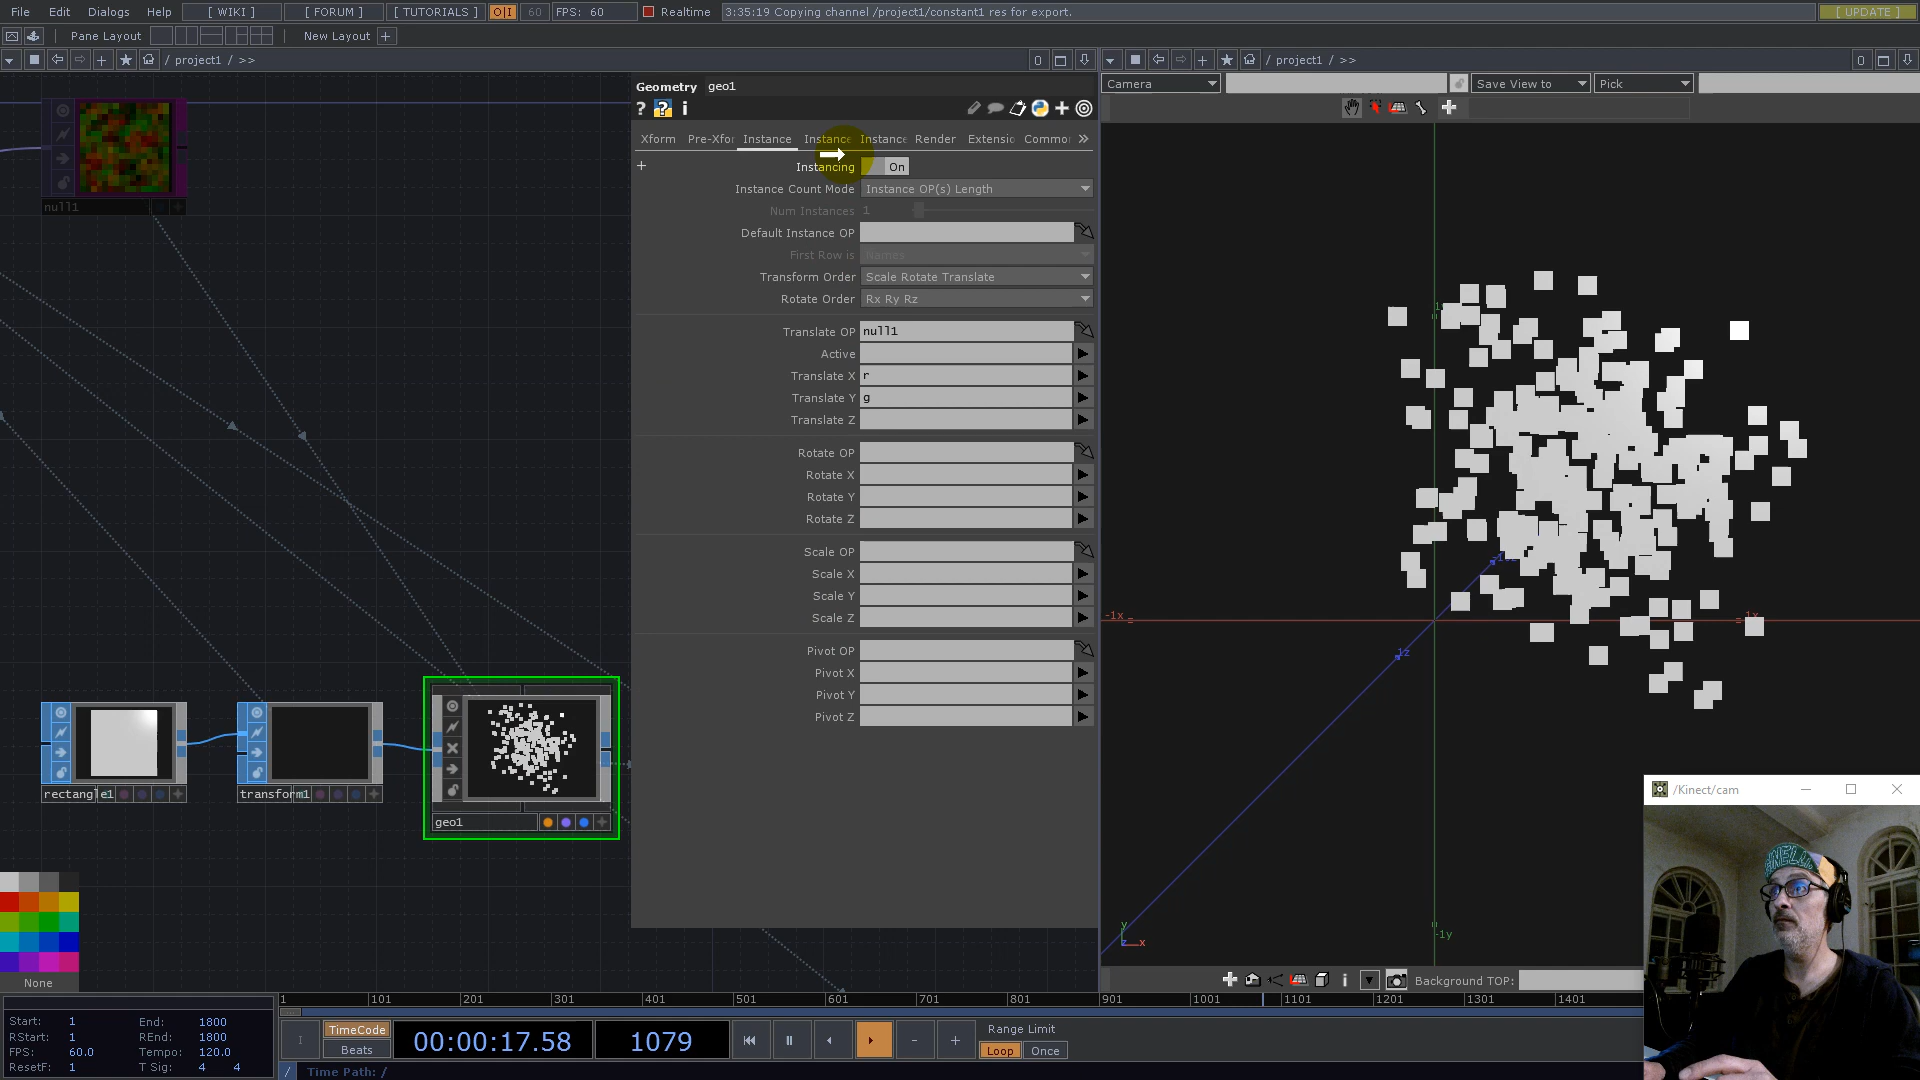 File Edit Dialogs Help [ WIKI ] [ FORUM ] [ TUTORIALS ] O|I 60 FPS: 60 Realtime 3:35:19 Copying channel /project1/constant1 res for export. [ UPDATE ]
Pane Layout New Layout +
/ project1 / >> 0 / project1 / >> 0
Geometry geo1
Camera Save View to Pick
? ? i
Xform Pre-Xfor Instance Instance Instance Render Extensio Commo
+ Instancing On
Instance Count Mode Instance OP(s) Length
Num Instances 1
null1
Default Instance OP
First Row is Names
Transform Order Scale Rotate Translate
Rotate Order Rx Ry Rz
Translate OP null1
Active
Translate X r
Translate Y g
Translate Z
Rotate OP
Rotate X
Rotate Y
Rotate Z
Scale OP
Scale X
Scale Y
Scale Z
-1x 1x
1z
Pivot OP
Pivot X
Pivot Y
Pivot Z
rectangle1 transform1
geo1
/Kinect/cam
-1y
y
z x
None
Background TOP:
1 101 201 301 401 501 601 701 801 901 1001 1101 1201 1301 1401
Start: 1 End: 1800
RStart: 1 REnd: 1800
FPS: 60.0 Tempo: 120.0
ResetF: 1 T Sig: 4 4
TimeCode
Beats
00:00:17.58 1079
Range Limit
Loop Once
/ Time Path: /